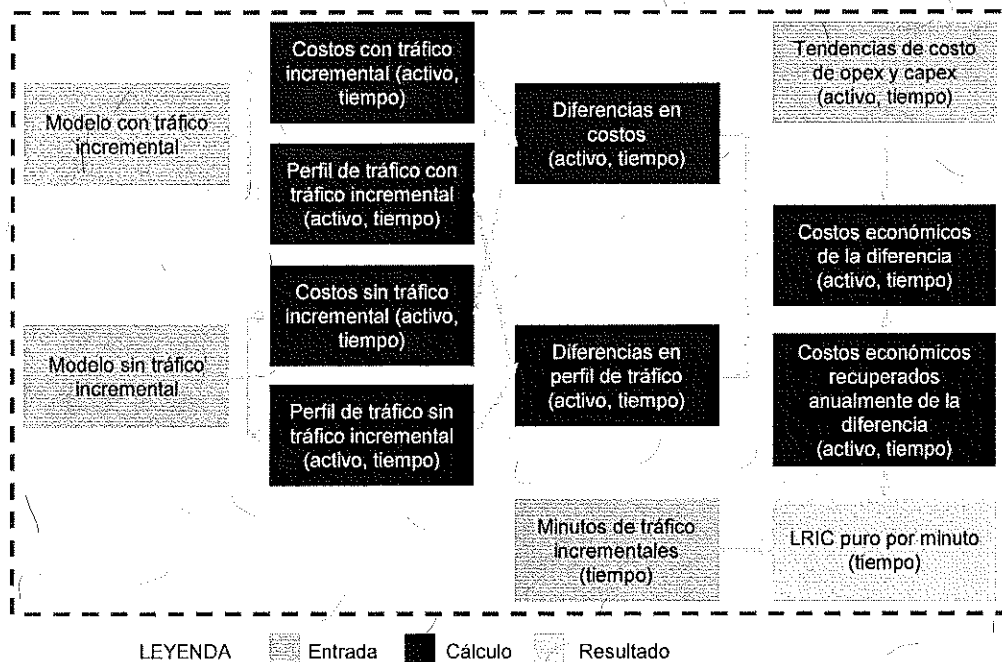 Modelo con tráfico
incremental
Modelo sin tráfico
incremental
Costos con tráfico
incremental (activo,
tiempo)
Perfil de tráfico con
tráfico incremental
(activo, tiempo)
Costos sin tráfico
incremental (activo,
tiempo)
Perfil de tráfico sin
tráfico incremental
(activo, tiempo)
Diferencias en
costos
(activo, tiempo)
Diferencias en
perfil de tráfico
(activo, tiempo)
Minutos de tráfico
incrementales
(tiempo)
Tendencias de costo
de opex y capex
(activo, tiempo)
Costos económicos
de la diferencia
(activo, tiempo)
Costos económicos
recuperados
anualmente de la
diferencia
(activo, tiempo)
LRIC puro por minuto
(tiempo)
LEYENDA Entrada Cálculo Resultado